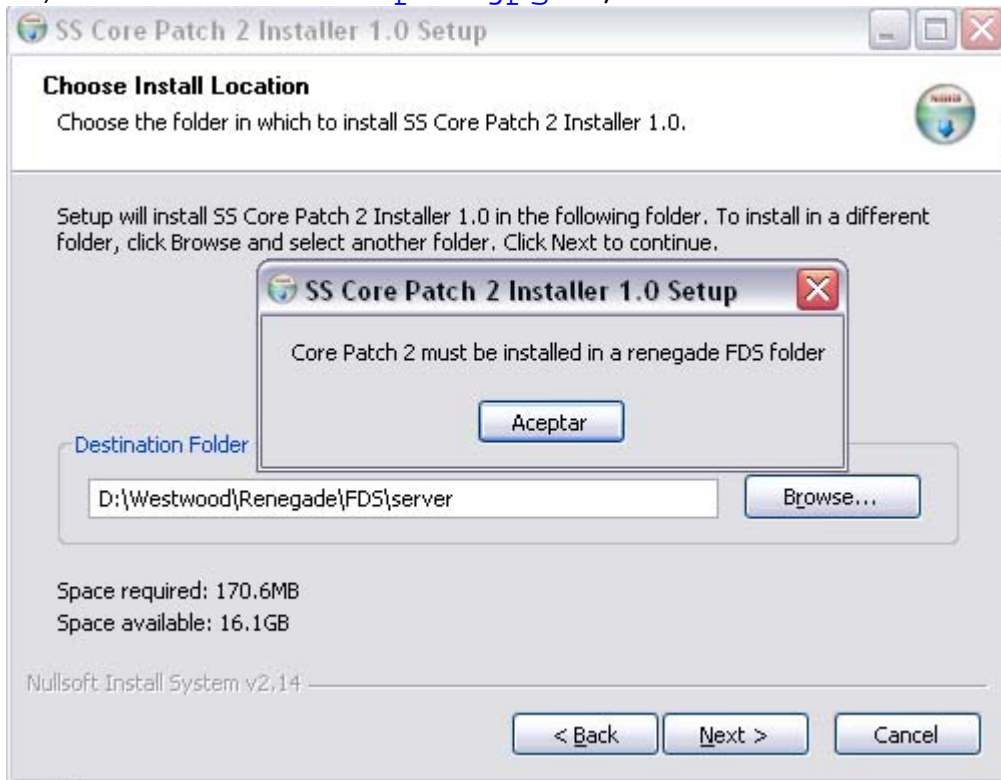 SS Core Patch 2 Installer 1.0 Setup
Choose Install Location
Choose the folder in which to install SS Core Patch 2 Installer 1.0.
Setup will install SS Core Patch 2 Installer 1.0 in the following folder. To install in a different
folder, click Browse and select another folder. Click Next to continue.
SS Core Patch 2 Installer 1.0 Setup
Core Patch 2 must be installed in a renegade FDS folder
Aceptar
Destination Folder
D:\Westwood\Renegade\FDS\server
Browse...
Space required: 170.6MB
Space available: 16.1GB
Nullsoft Install System v2.14
< Back
Next >
Cancel